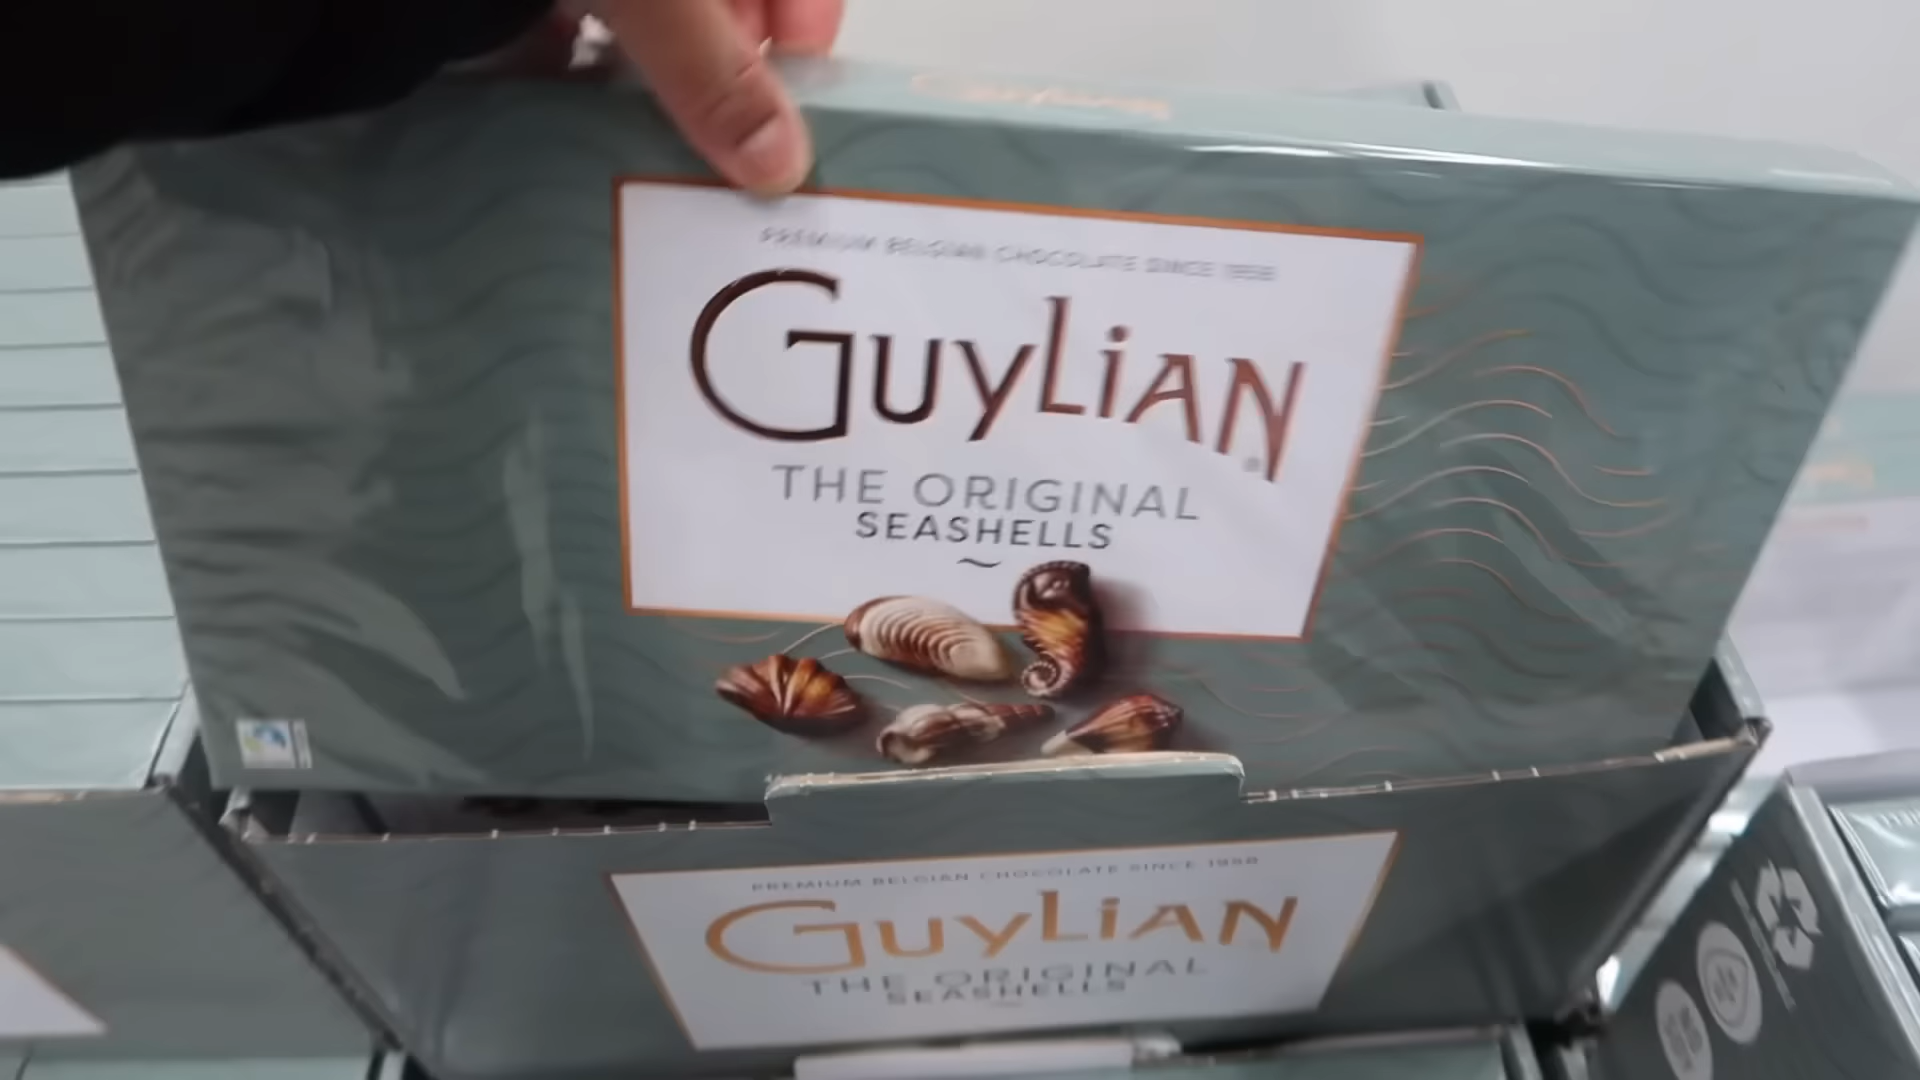 PREMIUM BELGIAN CHOCOLATE SINCE 1958
GUYLIAN
THE ORIGINAL
SEASHELLS
PREMIUM BELGIAN CHOCOLATE SINCE 1958
GUYLIAN
THE ORIGINAL
SEASHELLS